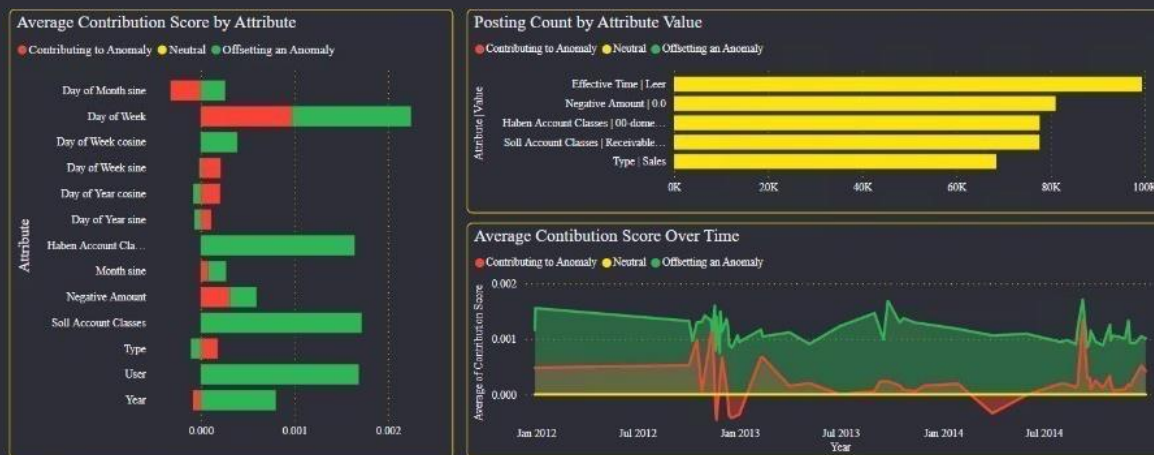 Average Contribution Score by Attribute
Contributing to Anomaly Neutral Offsetting an Anomaly
Attribute
Day of Month sine
Day of Week
Day of Week cosine
Day of Week sine
Day of Year cosine
Day of Year sine
Haben Account Cla...
Month sine
Negative Amount
Soll Account Classes
Type
User
Year
0.000 0.001 0.002
Posting Count by Attribute Value
Contributing to Anomaly Neutral Offsetting an Anomaly
Attribute|Value
Effective Time | Leer
Negative Amount | 0.0
Haben Account Classes | 00-dome...
Soll Account Classes | Receivable...
Type | Sales
0K 20K 40K 60K 80K 100K
Average Contibution Score Over Time
Contributing to Anomaly Neutral Offsetting an Anomaly
Average of Contribution Score
0.002
0.001
0.000
Jan 2012 Jul 2012 Jan 2013 Jul 2013 Jan 2014 Jul 2014
Year